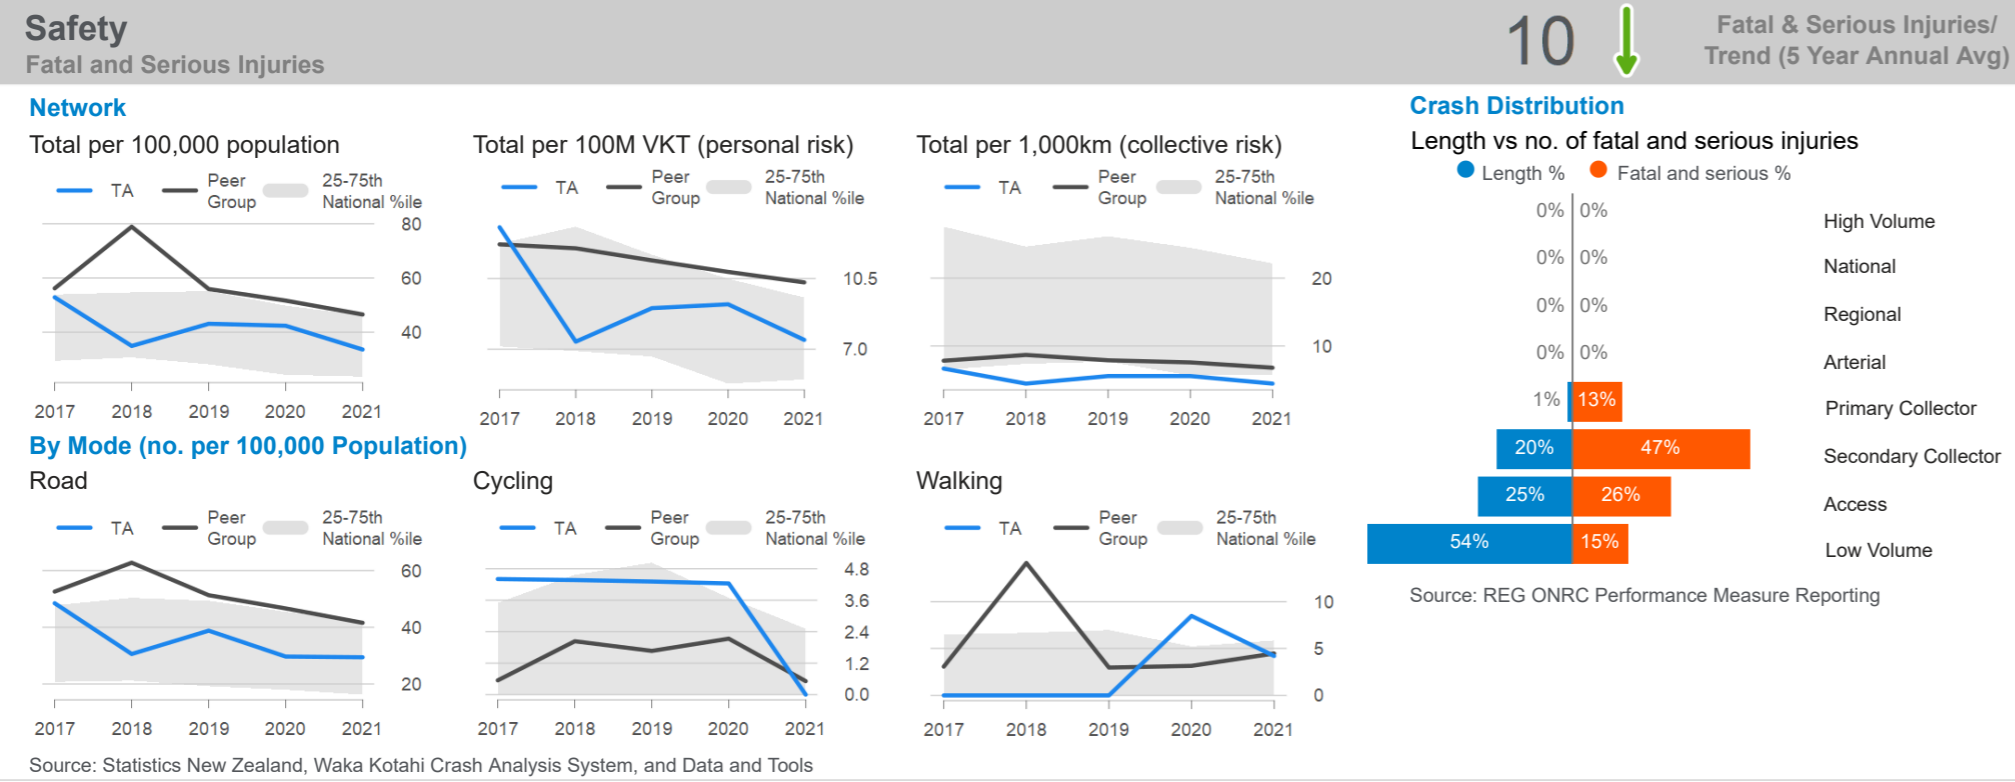 Safety
Fatal and Serious Injuries
10
Fatal & Serious Injuries/
Trend (5 Year Annual Avg)
Network
Total per 100,000 population
TA
Peer
Group
25-75th
National %ile
80
60
40
2017 2018 2019 2020 2021
Total per 100M VKT (personal risk)
TA
Peer
Group
25-75th
National %ile
10.5
7.0
2017 2018 2019 2020 2021
Total per 1,000km (collective risk)
TA
Peer
Group
25-75th
National %ile
20
10
2017 2018 2019 2020 2021
By Mode (no. per 100,000 Population)
Road
TA
Peer
Group
25-75th
National %ile
60
40
20
2017 2018 2019 2020 2021
Cycling
TA
Peer
Group
25-75th
National %ile
4.8
3.6
2.4
1.2
0.0
2017 2018 2019 2020 2021
Walking
TA
Peer
Group
25-75th
National %ile
10
5
0
2017 2018 2019 2020 2021
Source: Statistics New Zealand, Waka Kotahi Crash Analysis System, and Data and Tools
Crash Distribution
Length vs no. of fatal and serious injuries
Length % Fatal and serious %
0% 0% High Volume
0% 0% National
0% 0% Regional
0% 0% Arterial
1% 13% Primary Collector
20% 47% Secondary Collector
25% 26% Access
54% 15% Low Volume
Source: REG ONRC Performance Measure Reporting